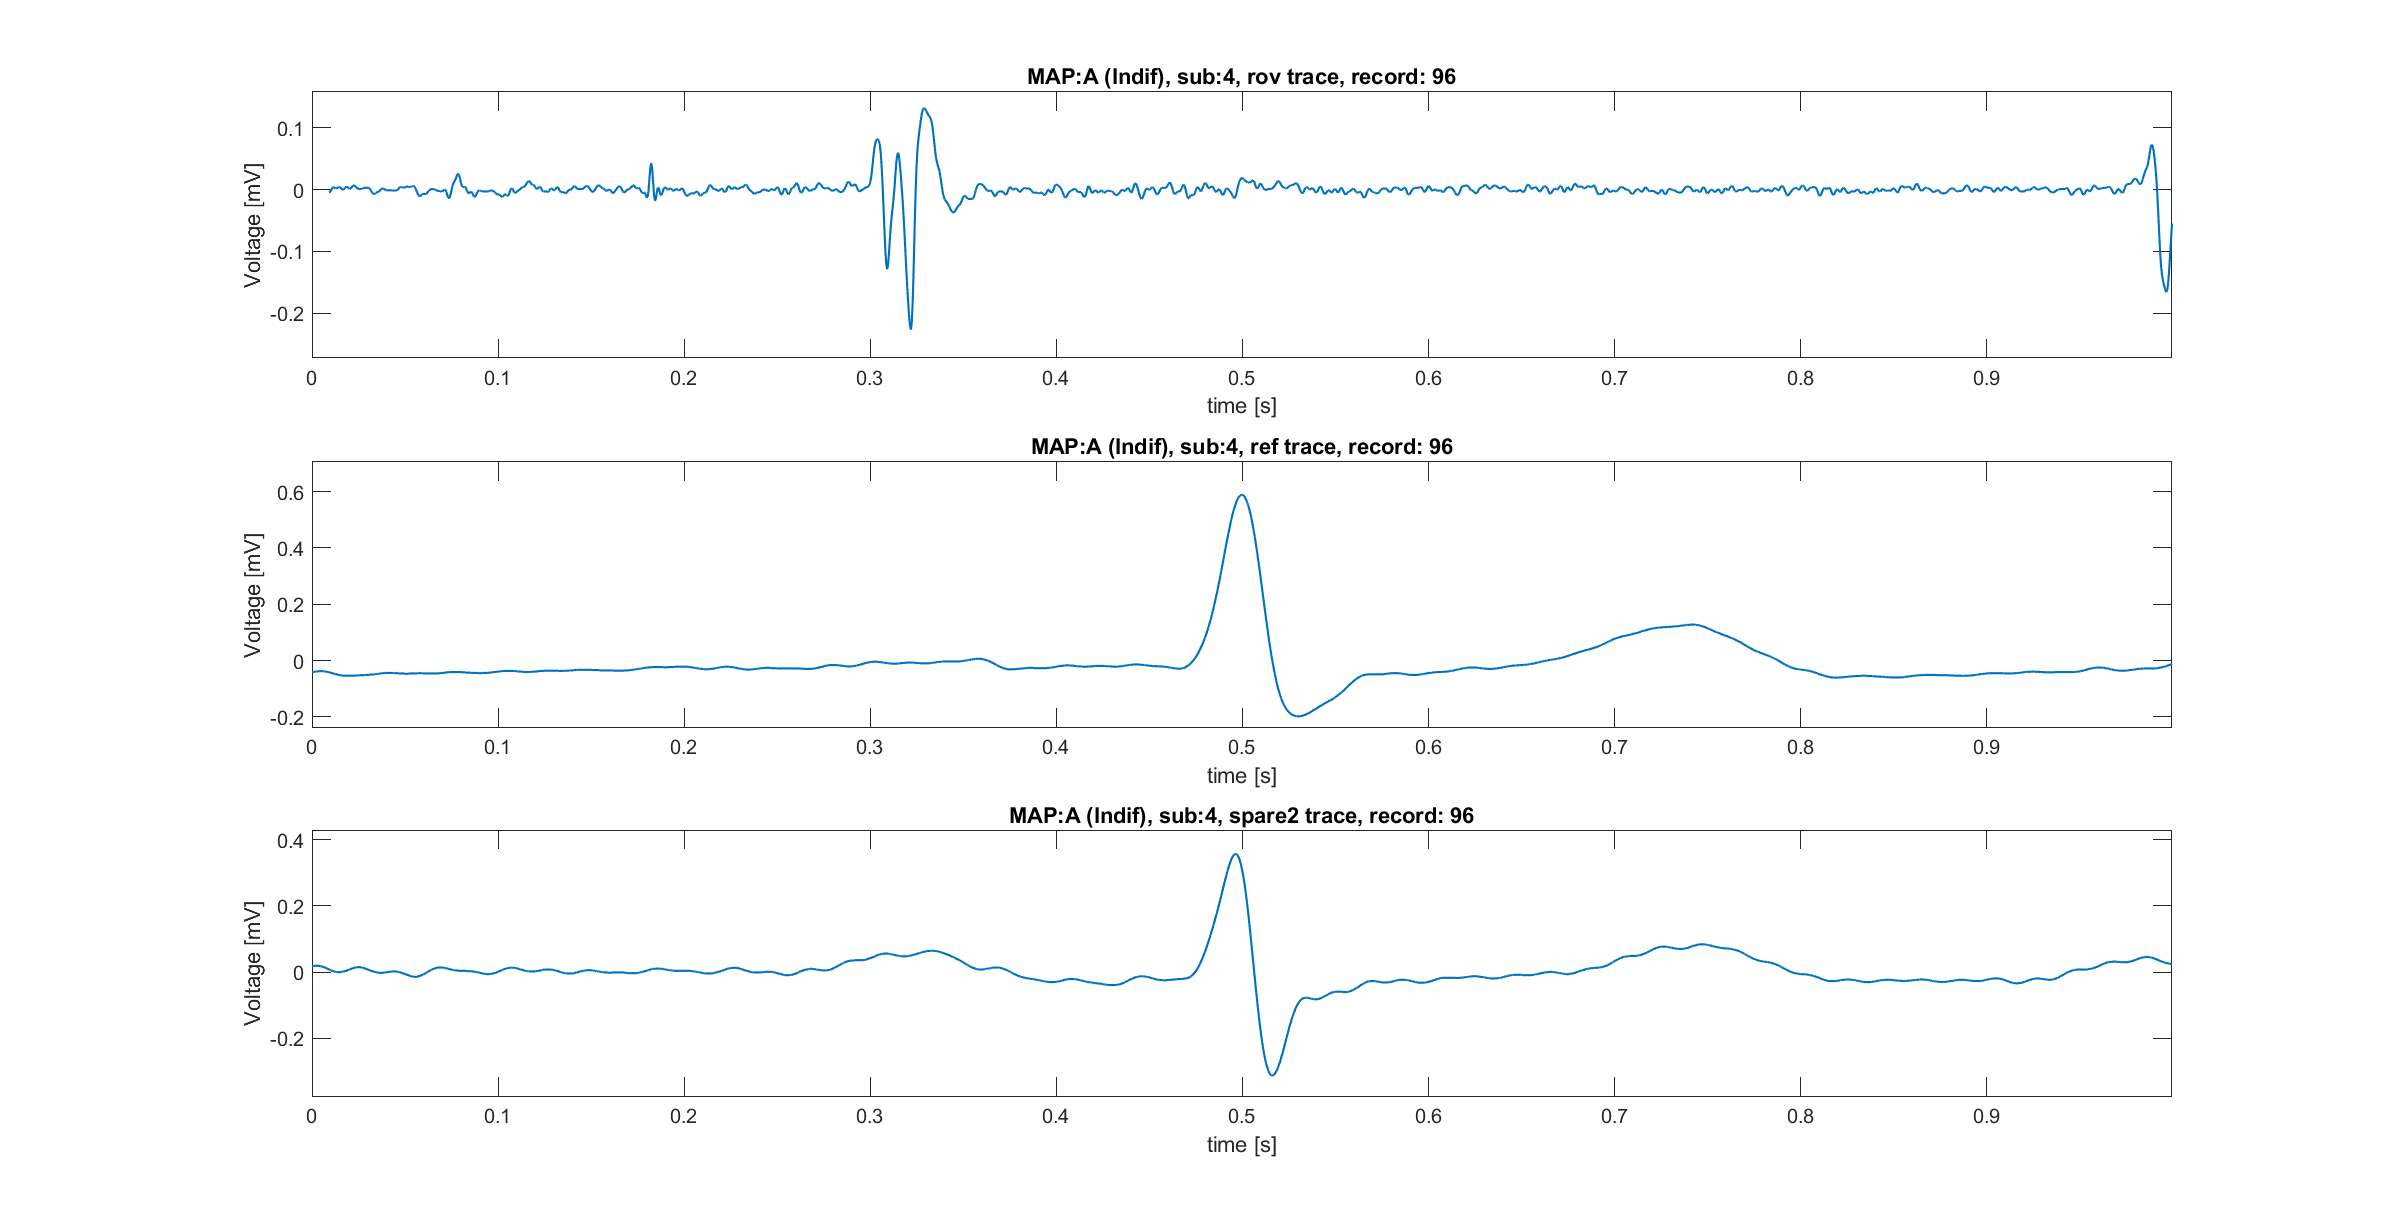 MAP:A (Indif), sub:4, rov trace, record: 96
Voltage [mV]
0.1
0
-0.1
-0.2
0 0.1 0.2 0.3 0.4 0.5 0.6 0.7 0.8 0.9
time [s]
MAP:A (Indif), sub:4, ref trace, record: 96
Voltage [mV]
0.6
0.4
0.2
0
-0.2
0 0.1 0.2 0.3 0.4 0.5 0.6 0.7 0.8 0.9
time [s]
MAP:A (Indif), sub:4, spare2 trace, record: 96
Voltage [mV]
0.4
0.2
0
-0.2
0 0.1 0.2 0.3 0.4 0.5 0.6 0.7 0.8 0.9
time [s]